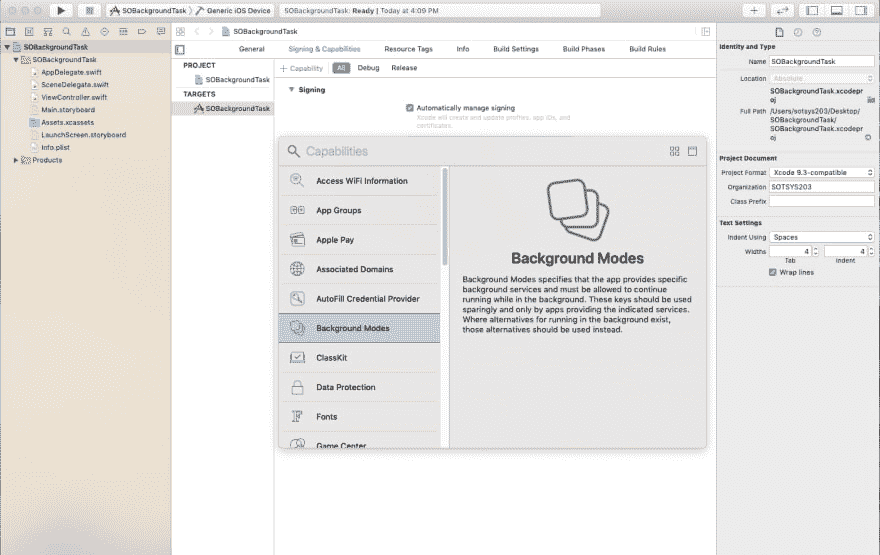 SOBackgroundTask
Generic iOS Device
SOBackgroundTask: Ready | Today at 4:09 PM
SOBackgroundTask
SOBackgroundTask
AppDelegate.swift
SceneDelegate.swift
ViewController.swift
Main.storyboard
Assets.xcassets
LaunchScreen.storyboard
Info.plist
Products
SOBackgroundTask
General
Signing & Capabilities
Resource Tags
Info
Build Settings
Build Phases
Build Rules
PROJECT
SOBackgroundTask
TARGETS
SOBackgroundTask
+ Capability
All
Debug
Release
Signing
Automatically manage signing
Xcode will create and update profiles, app IDs, and
certificates.
Capabilities
Access WiFi Information
App Groups
Apple Pay
Associated Domains
AutoFill Credential Provider
Background Modes
ClassKit
Data Protection
Fonts
Game Center
Background Modes
Background Modes specifies that the app provides specific
background services and must be allowed to continue
running while in the background. These keys should be used
sparingly and only by apps providing the indicated services.
Where alternatives for running in the background exist,
those alternatives should be used instead.
Identity and Type
Name SOBackgroundTask
Location Absolute
SOBackgroundTask.xcodepro
j
Full Path /Users/sotsys203/Desktop/
SOBackgroundTask/
SOBackgroundTask.xcodepro
j
Project Document
Project Format Xcode 9.3-compatible
Organization SOTSYS203
Class Prefix
Text Settings
Indent Using Spaces
Widths 4 4
Tab Indent
Wrap lines